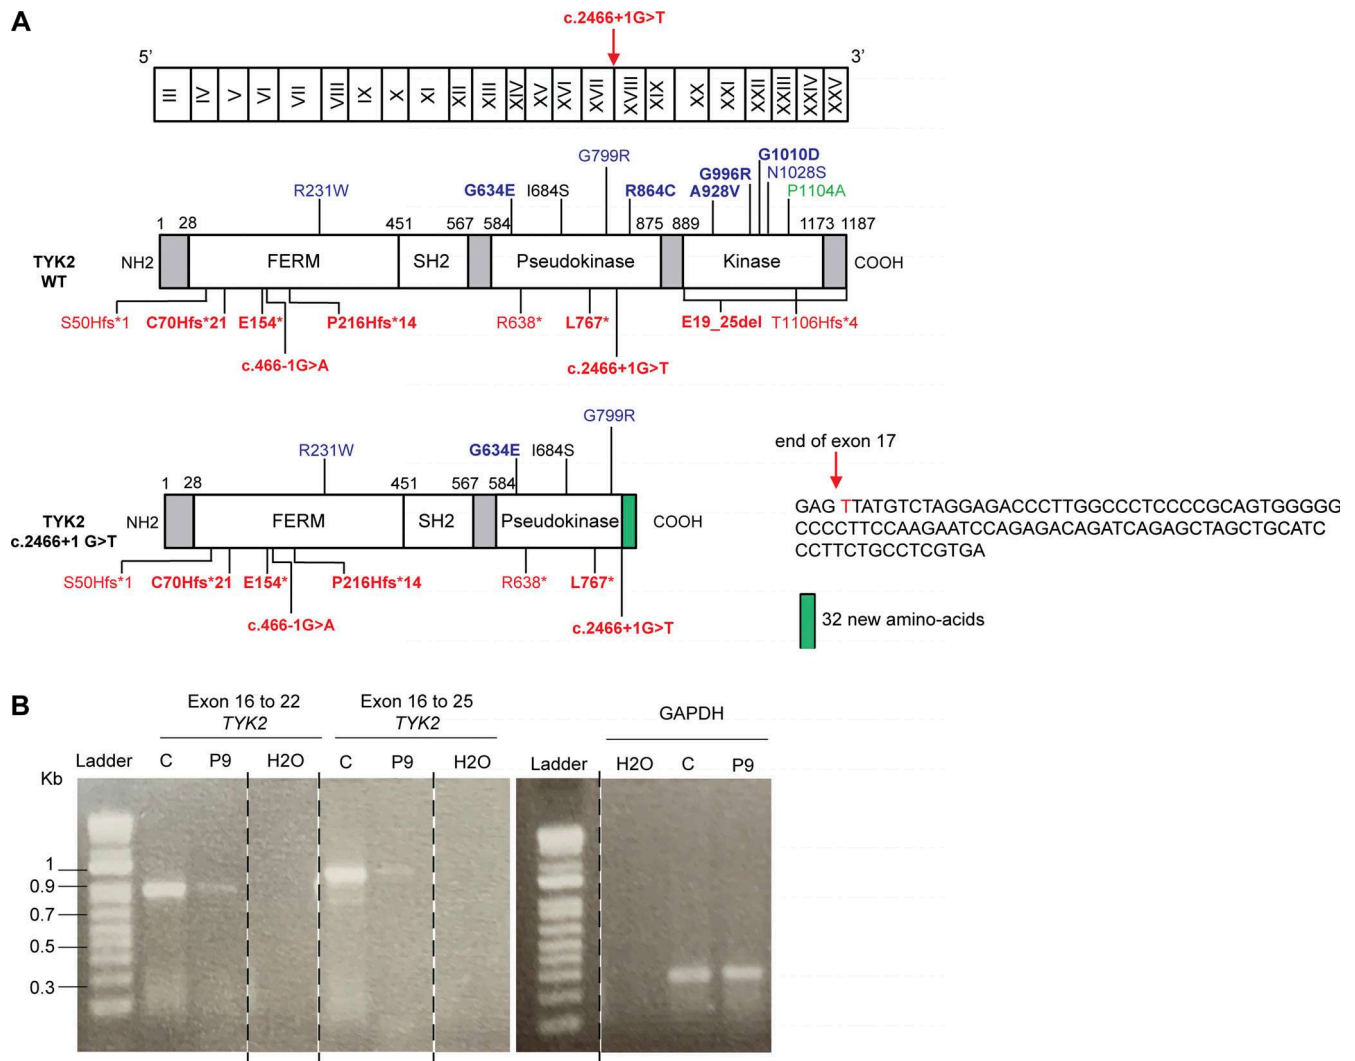 A
c.2466+1G>T
5’
3’
III IV V VI VII VIII IX X XI XII XIII XIV XV XVI XVII XVIII XIX XX XXI XXII XXIII XXIV XXV
G799R
G1010D
G996R N1028S
R231W G634E I684S R864C A928V P1104A
1 28 451 567 584 875 889 1173 1187
TYK2
WT
NH2 FERM SH2 Pseudokinase Kinase COOH
S50Hfs*1 C70Hfs*21 E154* P216Hfs*14 R638* L767* E19_25del T1106Hfs*4
c.466-1G>A c.2466+1G>T
G799R
R231W G634E I684S
1 28 451 567 584
TYK2
c.2466+1 G>T
NH2 FERM SH2 Pseudokinase COOH
S50Hfs*1 C70Hfs*21 E154* P216Hfs*14 R638* L767*
c.466-1G>A c.2466+1G>T
end of exon 17
GAG TTATGTCTAGGAGACCCTTGGCCCTCCCCGCAGTGGGGG
CCCCTTCCAAGAATCCAGAGACAGATCAGAGCTAGCTGCATC
CCTTCTGCCTCGTGA
32 new amino-acids
B
Exon 16 to 22
TYK2
Exon 16 to 25
TYK2
GAPDH
Ladder C P9 H2O C P9 H2O Ladder H2O C P9
Kb
1
0.9
0.7
0.5
0.3